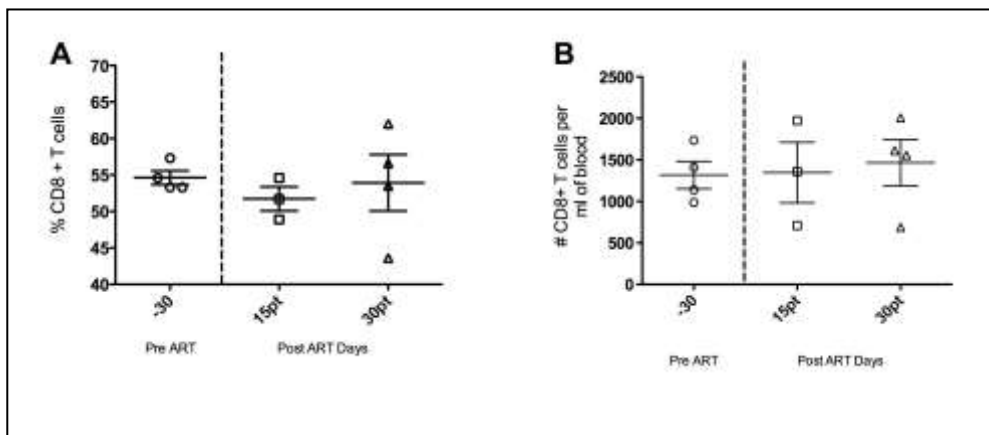 A
% CD8 + T cells
70
65
60
55
50
45
40
-30
15pt
30pt
Pre ART
Post ART Days
B
# CD8+ T cells per
ml of blood
2500
2000
1500
1000
500
0
-30
15pt
30pt
Pre ART
Post ART Days